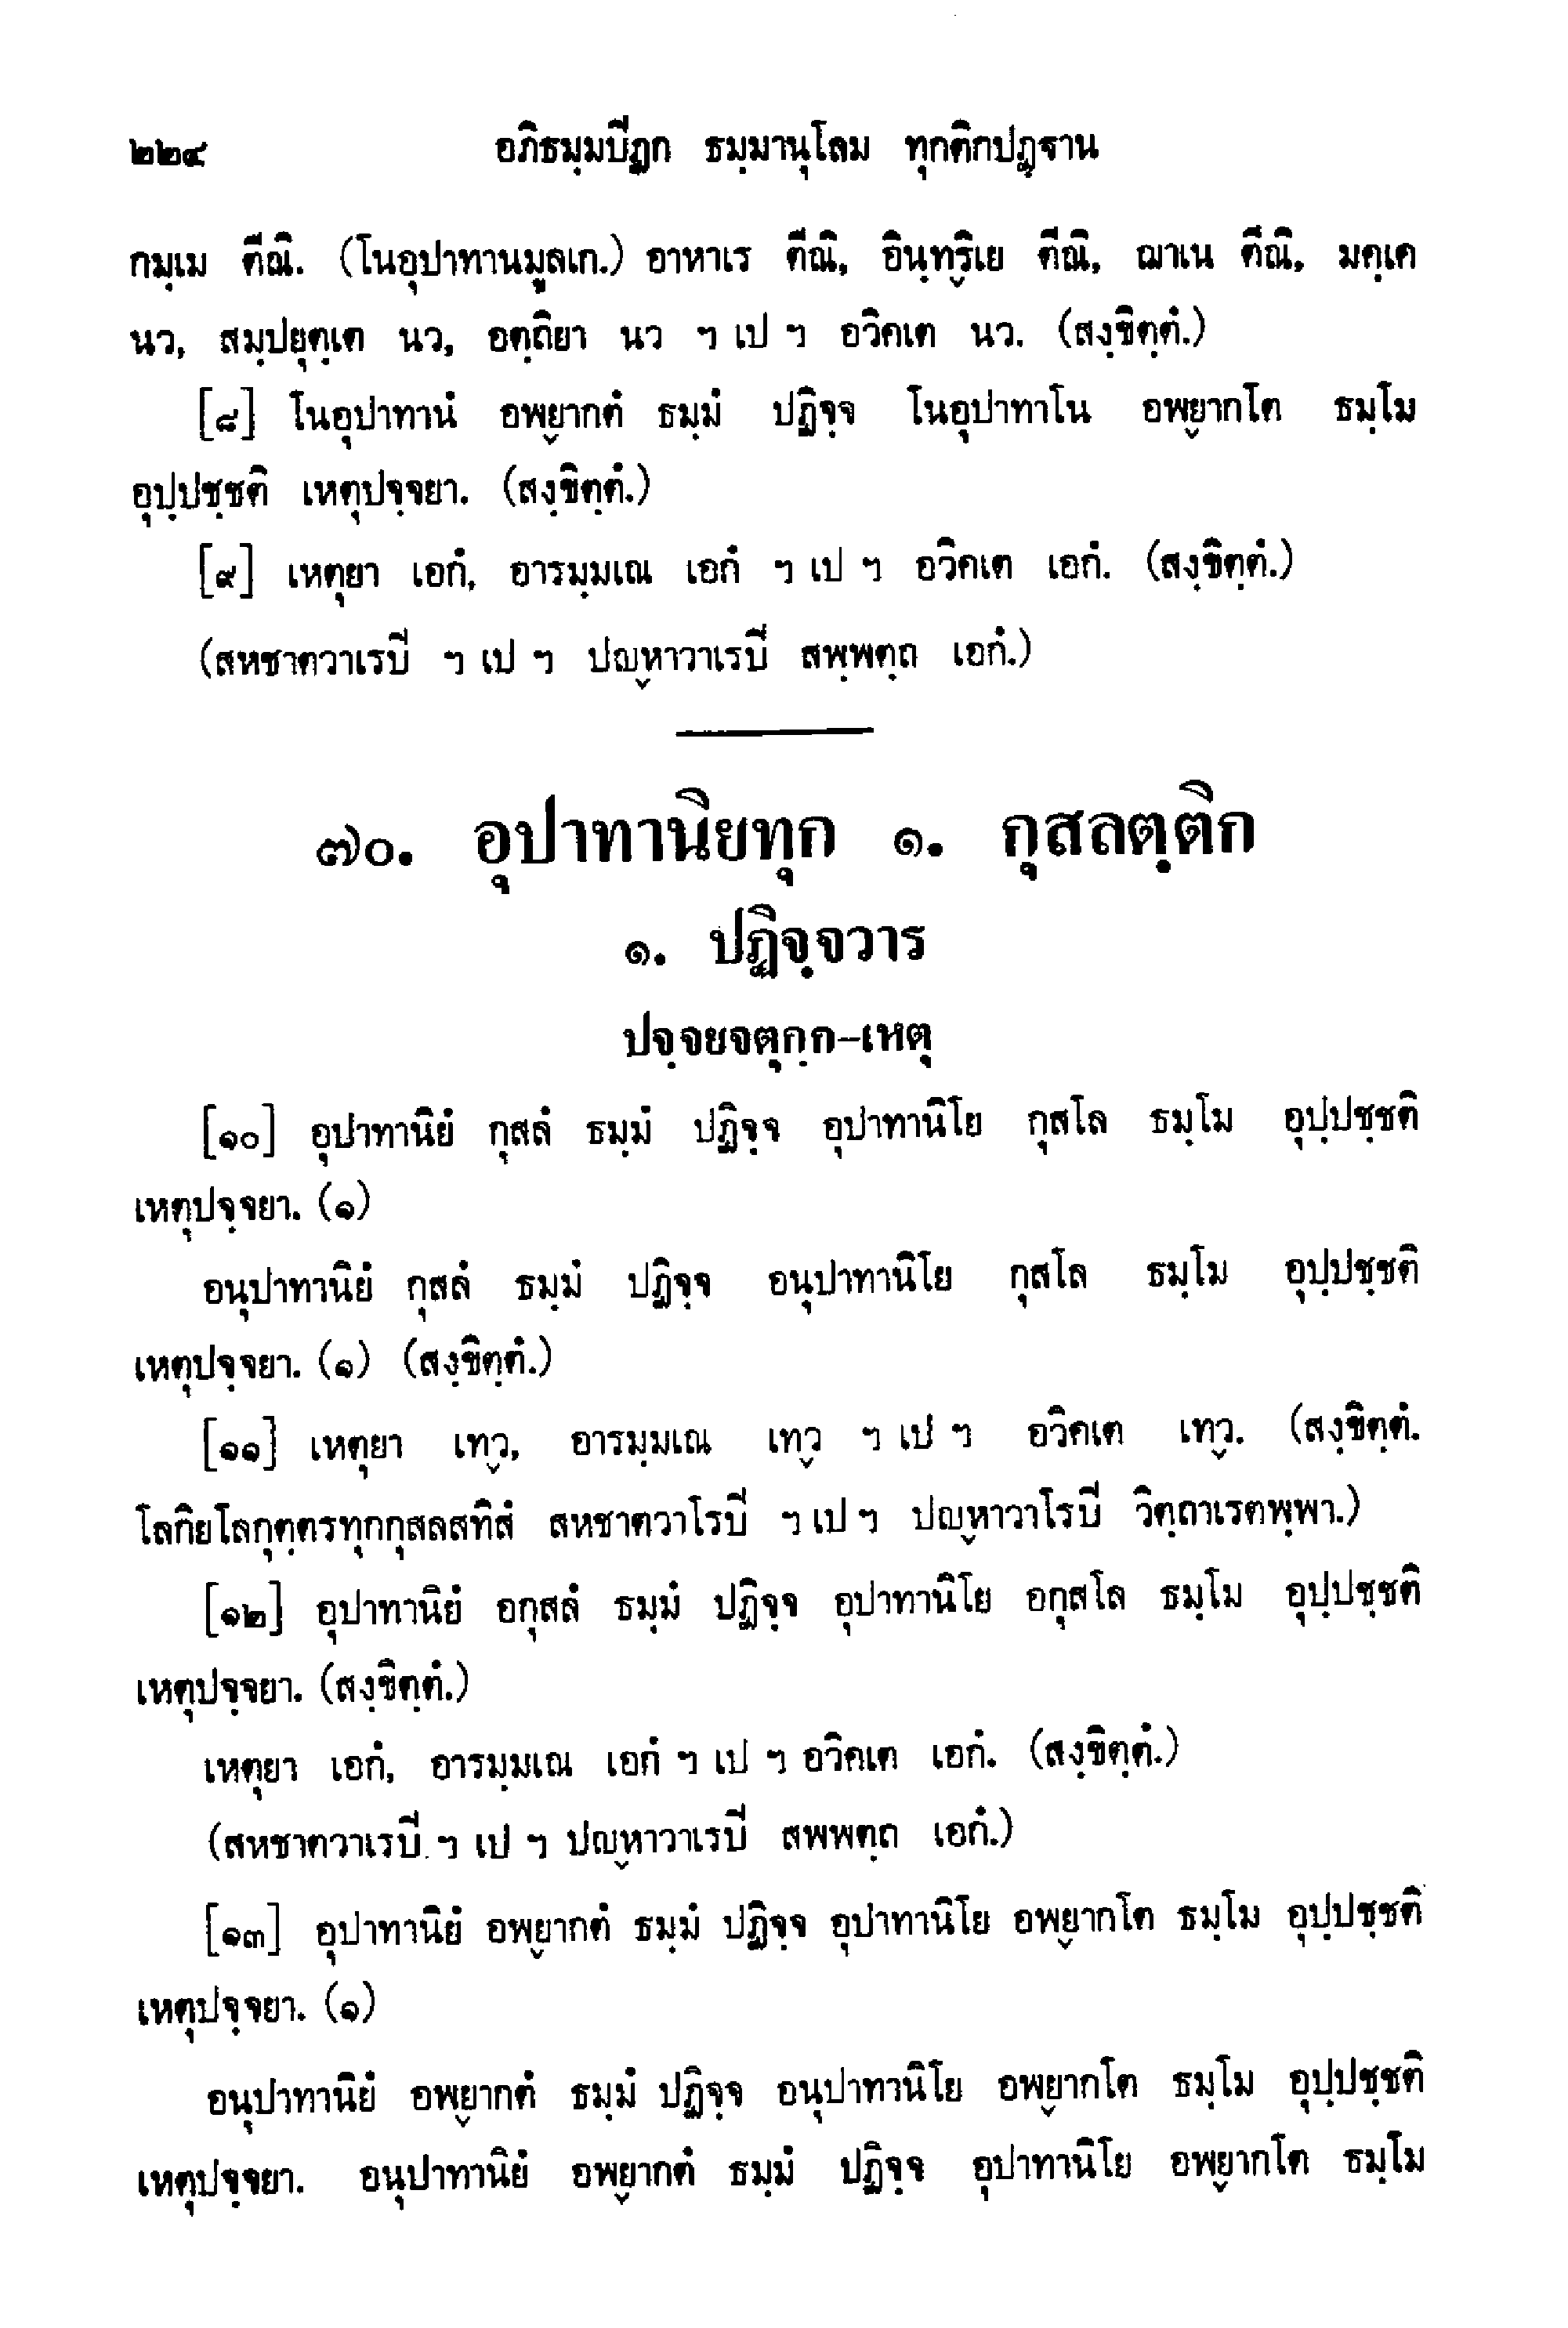 ๒๒๔ อภิธมฺมปิฏก ธมฺมานุโลม ทุกติกปฏฺฐาน
กมฺเม ตีณิ. (โนอุปาทานมูลเก.) อาหาเร ตีณิ, อินฺทฺริเย ตีณิ, ฌาเน ตีณิ, มคฺเค
นว, สมฺปยุตฺเต นว, อตฺถิยา นว ฯ เป ฯ อวิคเต นว. (สงฺขิตฺตํ.)
[๘] โนอุปาทานํ อพฺยากตํ ธมฺมํ ปฏิจฺจ โนอุปาทาโน อพฺยากโต ธมฺโม
อุปฺปชฺชติ เหตุปจฺจยา. (สงฺขิตฺตํ.)
[๙] เหตุยา เอกํ, อารมฺมเณ เอกํ ฯ เป ฯ อวิคเต เอกํ. (สงฺขิตฺตํ.)
(สหชาตวาเรปิ ฯ เป ฯ ปญฺหาวาเรปิ สพฺพตฺถ เอกํ.)
๗๐. อุปาทานิยทุก ๑. กุสลตฺติก
๑. ปฏิจฺจวาร
ปจฺจยจตุกฺก-เหตุ
[๑๐] อุปาทานิยํ กุสลํ ธมฺมํ ปฏิจฺจ อุปาทานิโย กุสโล ธมฺโม อุปฺปชฺชติ
เหตุปจฺจยา. (๑)
อนุปาทานิยํ กุสลํ ธมฺมํ ปฏิจฺจ อนุปาทานิโย กุสโล ธมฺโม อุปฺปชฺชติ
เหตุปจฺจยา. (๑) (สงฺขิตฺตํ.)
[๑๑] เหตุยา เทฺว, อารมฺมเณ เทฺว ฯ เป ฯ อวิคเต เทฺว. (สงฺขิตฺตํ.
โลกิยโลกุตฺตรทุกกุสลสทิสํ สหชาตวาโรปิ ฯ เป ฯ ปญฺหาวาโรปิ วิตฺถาเรตพฺพา.)
[๑๒] อุปาทานิยํ อกุสลํ ธมฺมํ ปฏิจฺจ อุปาทานิโย อกุสโล ธมฺโม อุปฺปชฺชติ
เหตุปจฺจยา. (สงฺขิตฺตํ.)
เหตุยา เอกํ, อารมฺมเณ เอกํ ฯ เป ฯ อวิคเต เอกํ. (สงฺขิตฺตํ.)
(สหชาตวาเรปิ ฯ เป ฯ ปญฺหาวาเรปิ สพพตฺถ เอกํ.)
[๑๓] อุปาทานิยํ อพฺยากตํ ธมฺมํ ปฏิจฺจ อุปาทานิโย อพฺยากโต ธมฺโม อุปฺปชฺชติ
เหตุปจฺจยา. (๑)
อนุปาทานิยํ อพฺยากตํ ธมฺมํ ปฏิจฺจ อนุปาทานิโย อพฺยากโต ธมฺโม อุปฺปชฺชติ
เหตุปจฺจยา. อนุปาทานิยํ อพฺยากตํ ธมฺมํ ปฏิจฺจ อุปาทานิโย อพฺยากโต ธมฺโม